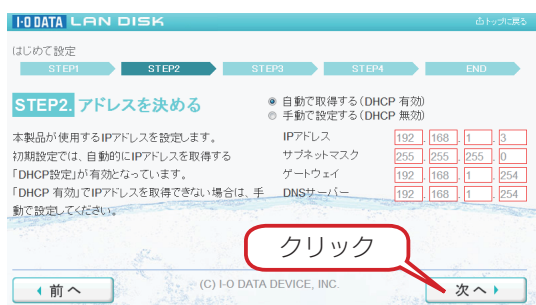 I-O DATA LAN DISK
トップに戻る
はじめて設定
STEP1 STEP2 STEP3 STEP4 END
STEP2. アドレスを決める
本製品が使用するIPアドレスを設定します。
初期設定では、自動的にIPアドレスを取得する
「DHCP設定」が有効となっています。
「DHCP 有効」でIPアドレスを取得できない場合は、手
動で設定してください。
自動で取得する(DHCP 有効)
手動で設定する(DHCP 無効)
IPアドレス 192 . 168 . 1 . 3
サブネットマスク 255 . 255 . 255 . 0
ゲートウェイ 192 . 168 . 1 . 254
DNSサーバー 192 . 168 . 1 . 254
クリック
前へ
(C) I-O DATA DEVICE, INC.
次へ